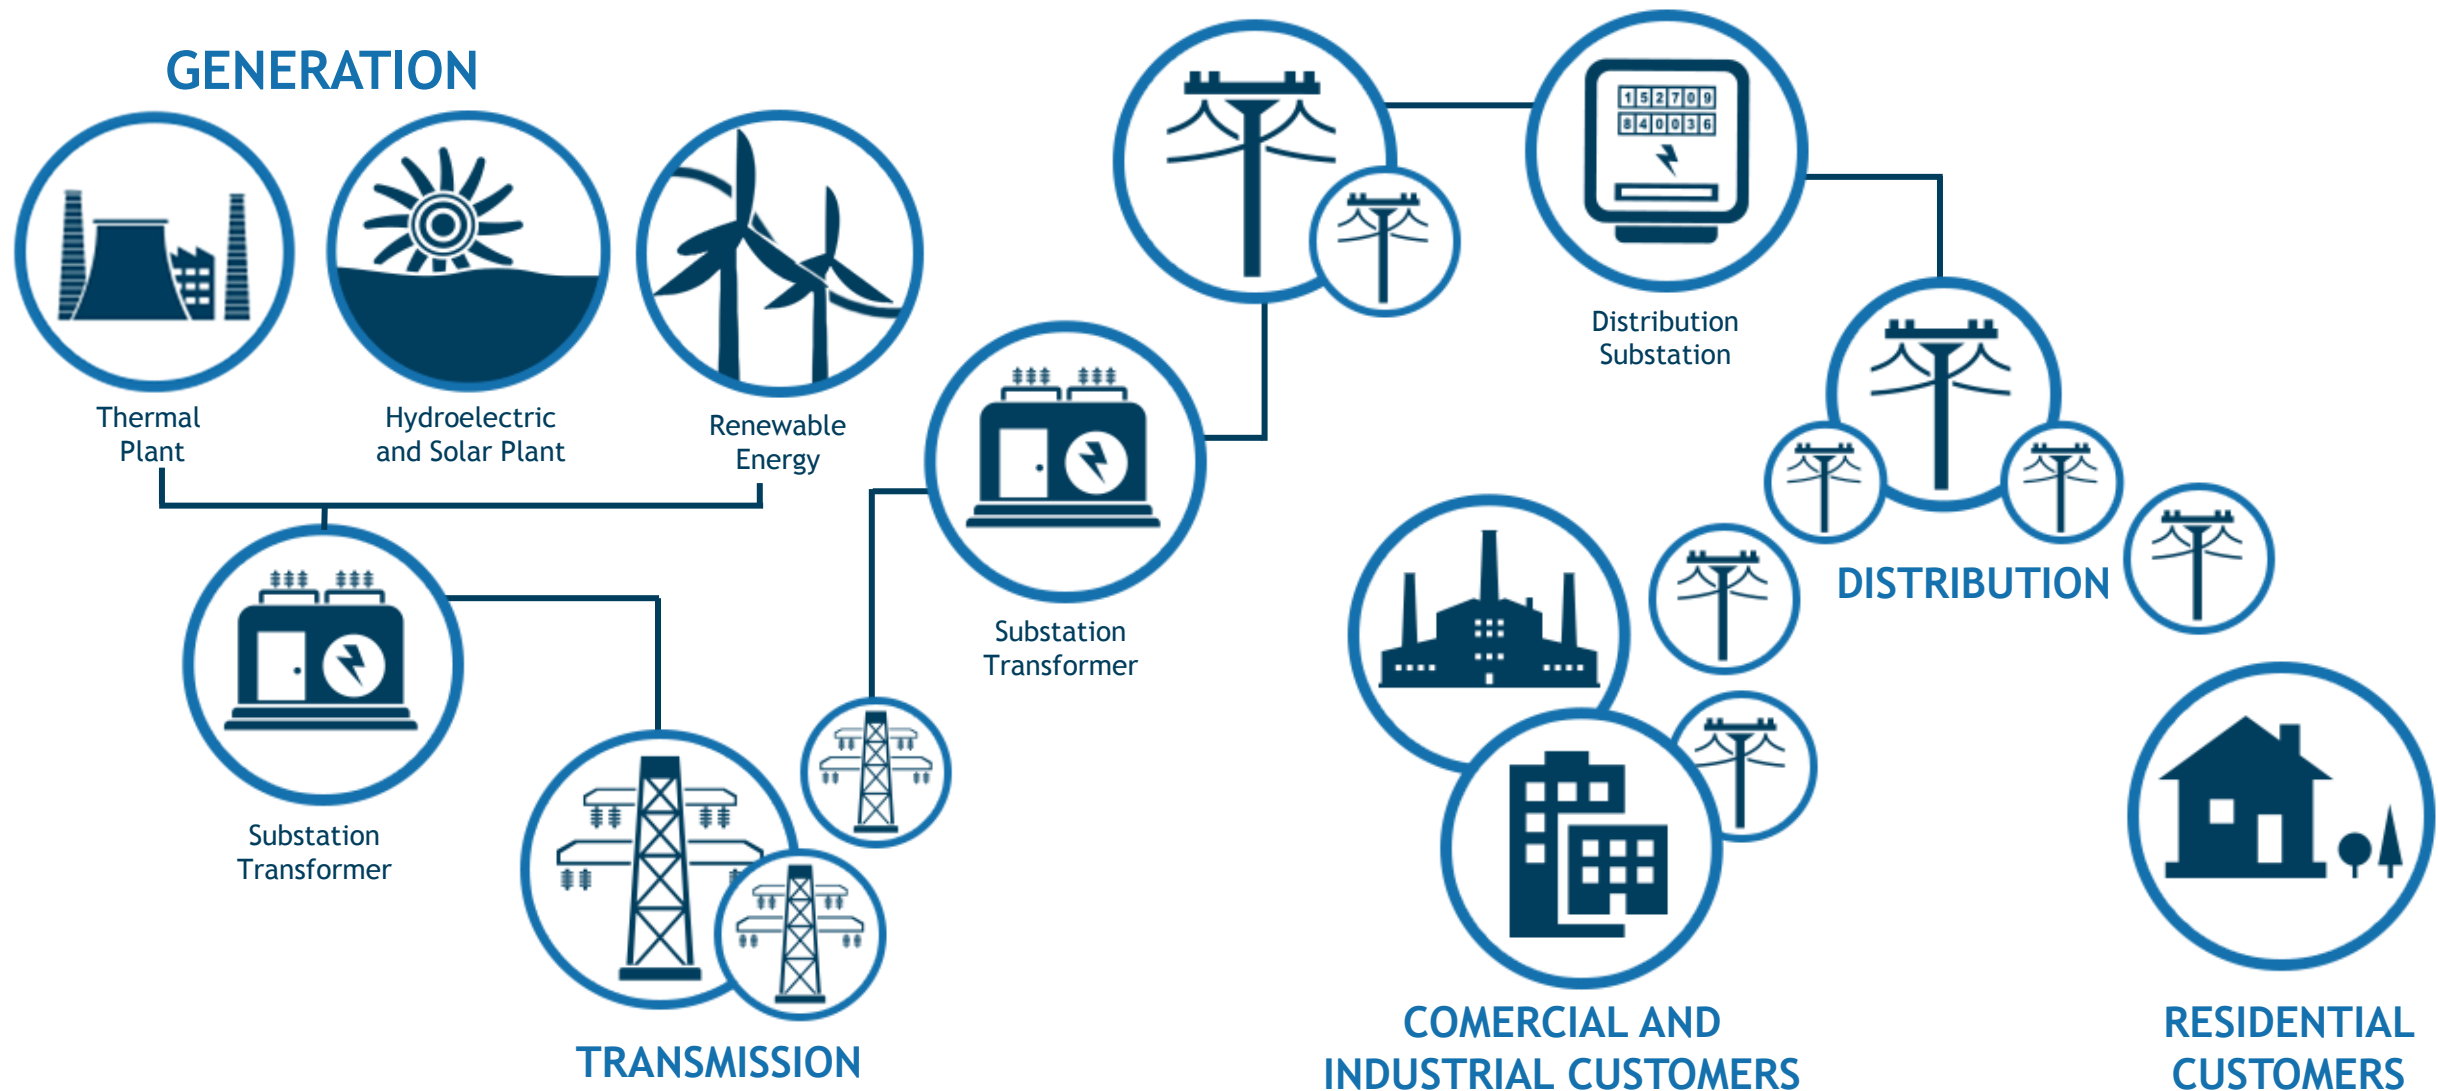 GENERATION
Thermal
Plant
Hydroelectric
and Solar Plant
Renewable
Energy
Substation
Transformer
TRANSMISSION
Substation
Transformer
152709
840036
Distribution
Substation
DISTRIBUTION
COMERCIAL AND
INDUSTRIAL CUSTOMERS
RESIDENTIAL
CUSTOMERS